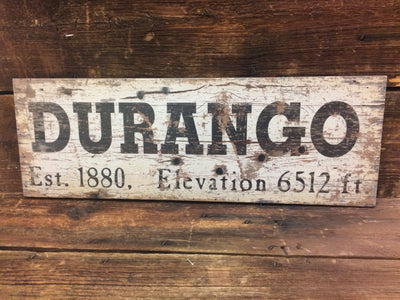 DURANGO
Est. 1880, Elevation 6512 ft